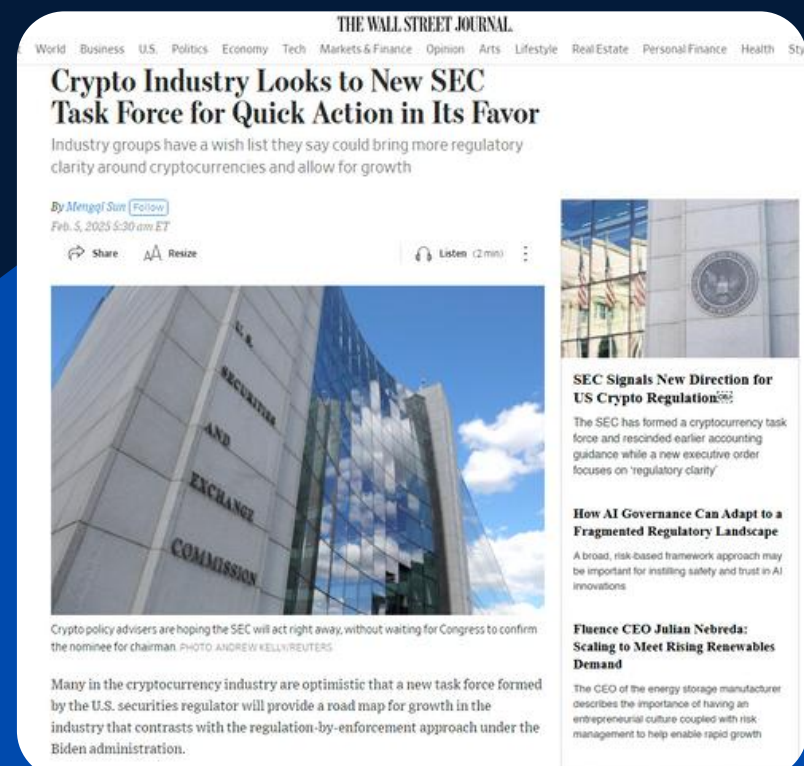 THE WALL STREET JOURNAL.
World Business U.S. Politics Economy Tech Markets & Finance Opinion Arts Lifestyle Real Estate Personal Finance Health
Crypto Industry Looks to New SEC
Task Force for Quick Action in Its Favor
Industry groups have a wish list they say could bring more regulatory
clarity around cryptocurrencies and allow for growth
By Mengqi Sun Follow
Feb. 5, 2025 5:30 am ET
Share AA Resize
Listen (2 min)
U.S.
SECURITIES
AND
EXCHANGE
COMMISSION
Crypto policy advisers are hoping the SEC will act right away, without waiting for Congress to confirm
the nominee for chairman. PHOTO: ANDREW KELLY/REUTERS
Many in the cryptocurrency industry are optimistic that a new task force formed
by the U.S. securities regulator will provide a road map for growth in the
industry that contrasts with the regulation-by-enforcement approach under the
Biden administration.
SEC Signals New Direction for
US Crypto Regulation
The SEC has formed a cryptocurrency task
force and rescinded earlier accounting
guidance while a new executive order
focuses on 'regulatory clarity'
How AI Governance Can Adapt to a
Fragmented Regulatory Landscape
A broad, risk-based framework approach may
be important for instilling safety and trust in AI
innovations
Fluence CEO Julian Nebreda:
Scaling to Meet Rising Renewables
Demand
The CEO of the energy storage manufacturer
describes the importance of having an
entrepreneurial culture coupled with risk
management to help enable rapid growth